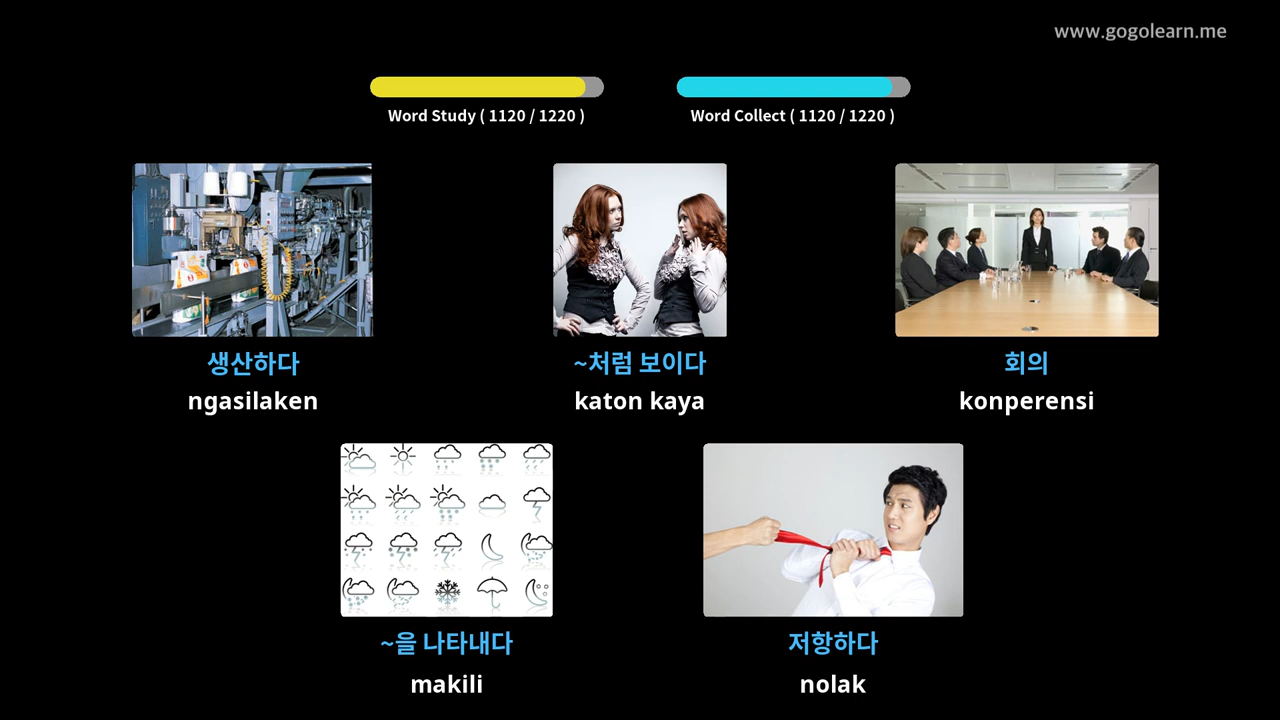 www.gogolearn.me
Word Study ( 1120 / 1220 )
Word Collect ( 1120 / 1220 )
생산하다
ngasilaken
~처럼 보이다
katon kaya
회의
konperensi
~을 나타내다
makili
저항하다
nolak